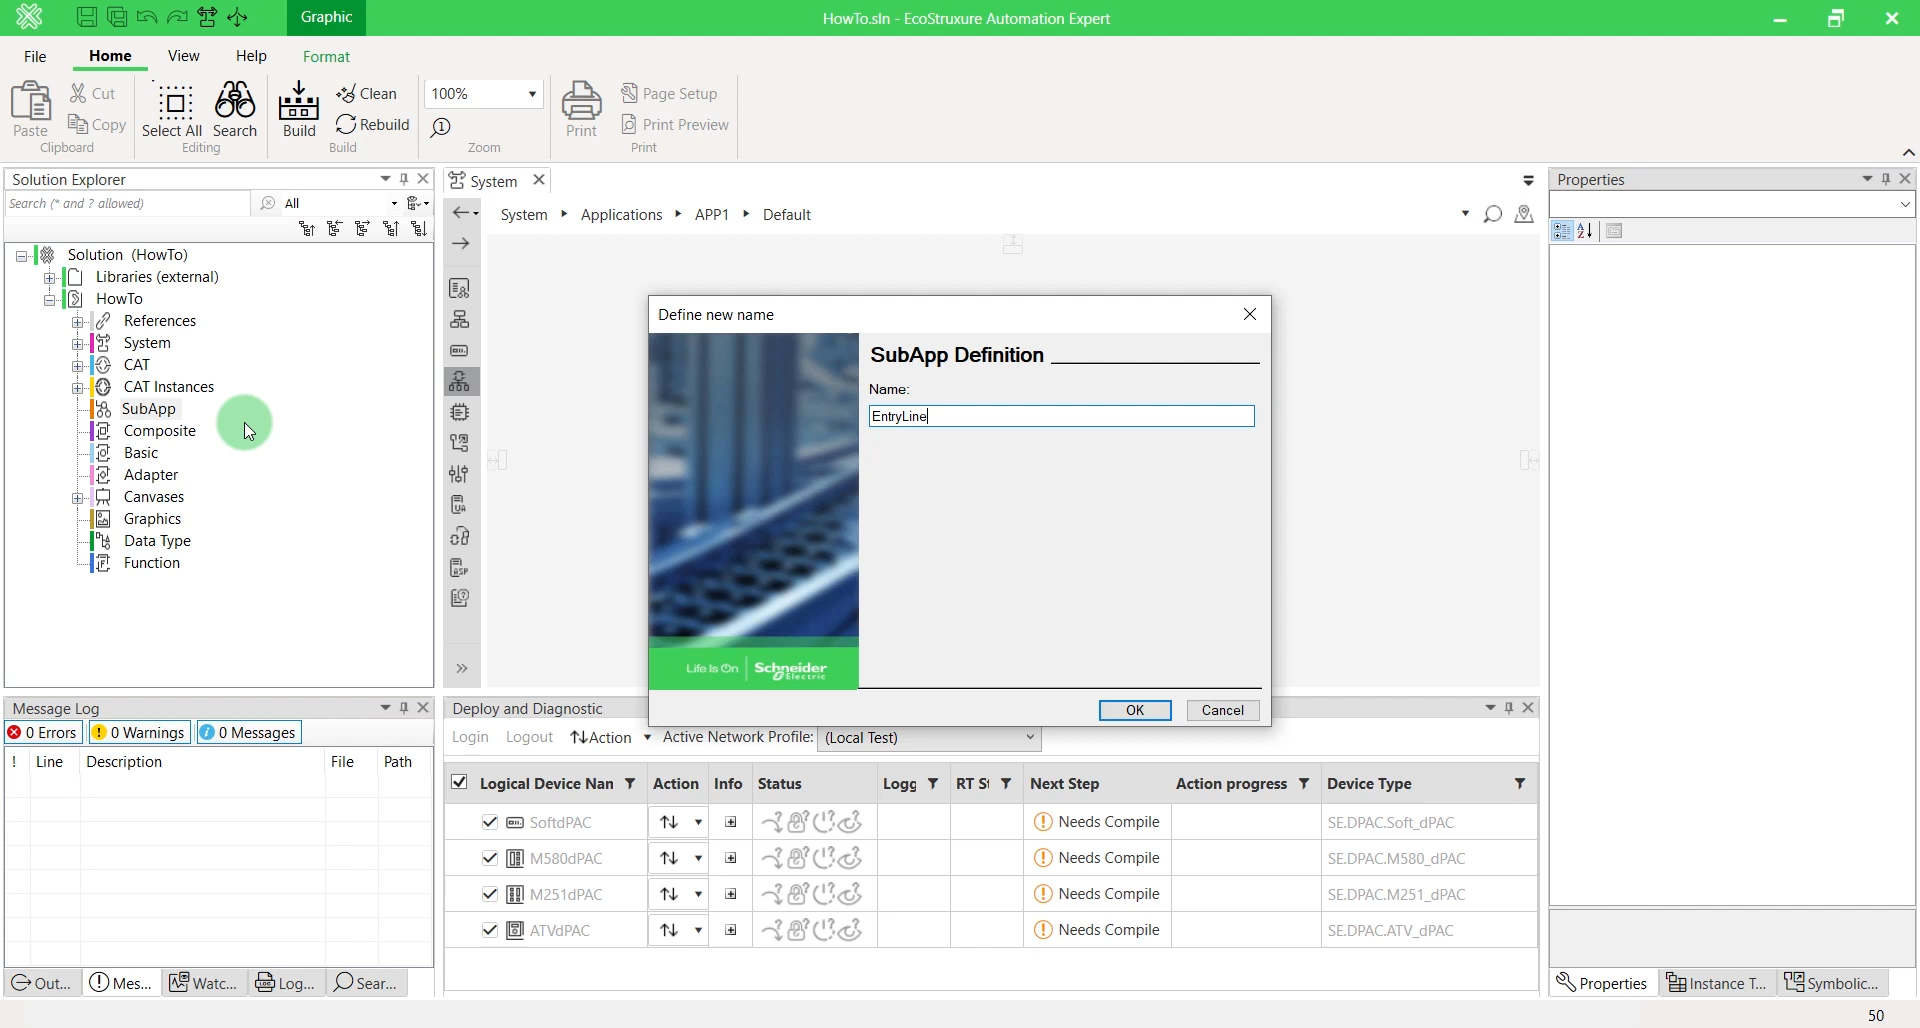 Graphic
HowTo.sln - EcoStruxure Automation Expert
File Home View Help Format
Paste
Cut
Copy
Clipboard
Select All
Search
Editing
Build
Clean
Rebuild
Build
100%
Zoom
Print
Page Setup
Print Preview
Print
Solution Explorer
Search (* and ? allowed)
All
Solution (HowTo)
Libraries (external)
HowTo
References
System
CAT
CAT Instances
SubApp
Composite
Basic
Adapter
Canvases
Graphics
Data Type
Function
System
System Applications APP1 Default
Define new name
SubApp Definition
Name:
EntryLine
Life Is On Schneider Electric
OK Cancel
Properties
Message Log
0 Errors 0 Warnings 0 Messages
! Line Description File Path
Out... Mes... Watc... Log... Sear...
Deploy and Diagnostic
Login Logout Action Active Network Profile: (Local Test)
Logical Device Nan Action Info Status Logg RT St Next Step Action progress Device Type
SoftdPAC Needs Compile SE.DPAC.Soft_dPAC
M580dPAC Needs Compile SE.DPAC.M580_dPAC
M251dPAC Needs Compile SE.DPAC.M251_dPAC
ATVdPAC Needs Compile SE.DPAC.ATV_dPAC
Properties Instance T... Symbolic...
50